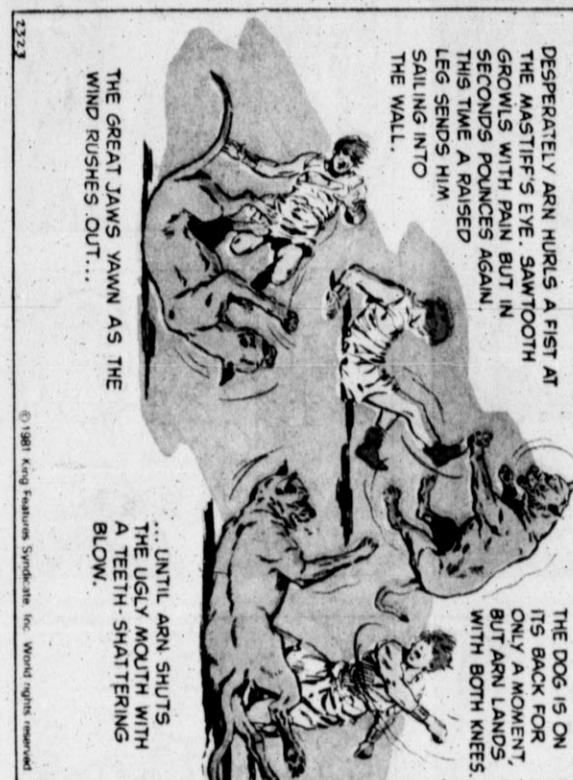 DESPERATELY ARN HURLS A FIST AT
THE MASTIFF'S EYE. SAWTOOTH
GROWLS WITH PAIN BUT IN
SECONDS POUNCES AGAIN.
THIS TIME A RAISED
LEG SENDS HIM
SAILING INTO
THE WALL.
THE DOG IS ON
ITS BACK FOR
ONLY A MOMENT,
BUT ARN LANDS
WITH BOTH KNEES
THE GREAT JAWS YAWN AS THE
WIND RUSHES OUT...
... UNTIL ARN SHUTS
THE UGLY MOUTH WITH
A TEETH-SHATTERING
BLOW.
2323
© 1981 King Features Syndicate, Inc. World rights reserved